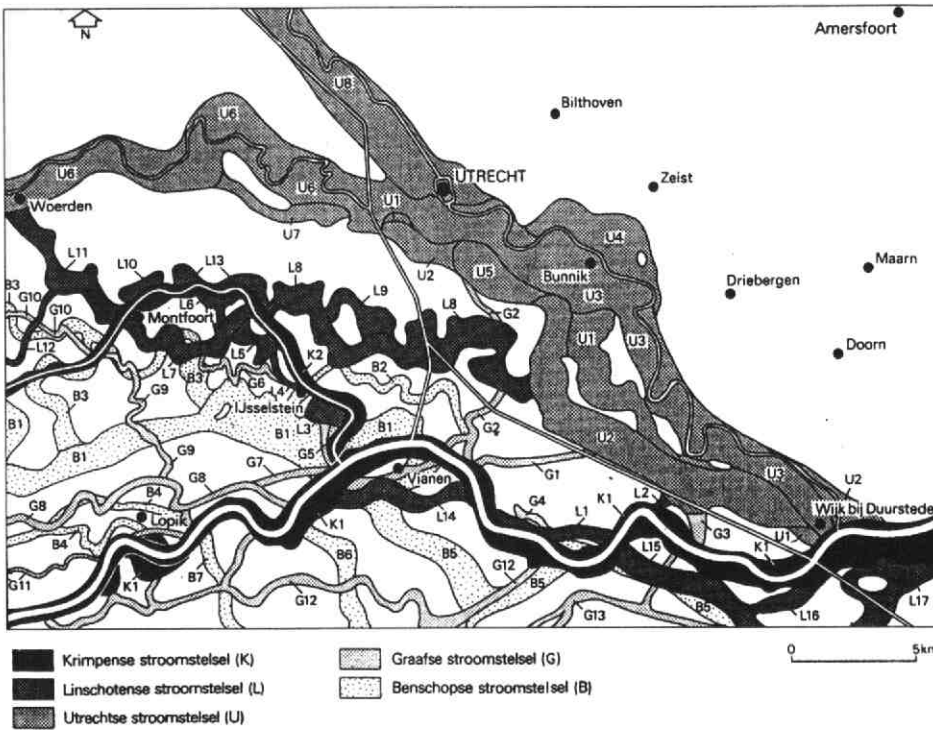 N
Amersfoort
U8
Bilthoven
U6
UTRECHT
Zeist
U6
U6
Woerden
U1
U7
U4
U2
U5
Bunnik
Maarn
L11
L10
L13
L8
Driebergen
U3
B3
G10
L6
L9
L8
G2
G10
Montfoort
U1
U3
Doorn
L12
L5
K2
L7
B3
G6
B2
L4
B3
G9
IJsselstein
B1
B1
L3
B1
G2
U2
B1
G9
G5
G7
Vianen
G1
U3
U2
G8
G8
B4
L14
G4
L1
K1
L2
Wijk bij Duurstede
Lopik
K1
G3
U1
B4
B6
B5
G12
L15
K1
G11
K1
B7
B5
G12
G13
B5
L16
L17
Krimpense stroomstelsel (K)
Graafse stroomstelsel (G)
0 5km
Linschotense stroomstelsel (L)
Benschopse stroomstelsel (B)
Utrechtse stroomstelsel (U)